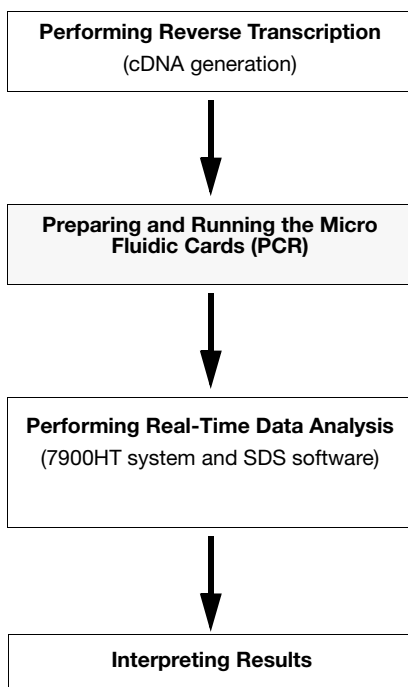 Performing Reverse Transcription
(cDNA generation)
Preparing and Running the Micro
Fluidic Cards (PCR)
Performing Real-Time Data Analysis
(7900HT system and SDS software)
Interpreting Results